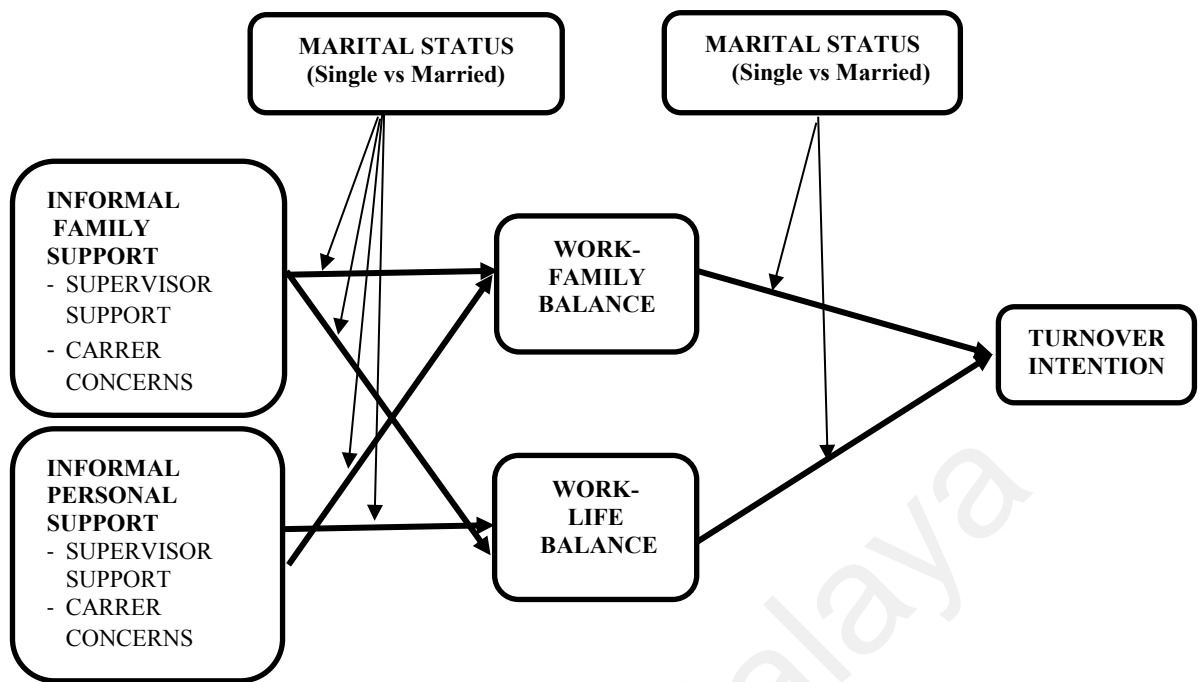 MARITAL STATUS
(Single vs Married)
MARITAL STATUS
(Single vs Married)
INFORMAL
FAMILY
SUPPORT
- SUPERVISOR
SUPPORT
- CARRER
CONCERNS
WORK-
FAMILY
BALANCE
TURNOVER
INTENTION
INFORMAL
PERSONAL
SUPPORT
- SUPERVISOR
SUPPORT
- CARRER
CONCERNS
WORK-
LIFE
BALANCE
alaya